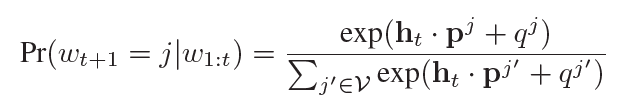 Pr(w_{t+1} = j|w_{1:t}) = \frac{\exp(\mathbf{h}_t \cdot \mathbf{p}^j + q^j)}{\sum_{j' \in \mathcal{V}} \exp(\mathbf{h}_t \cdot \mathbf{p}^{j'} + q^{j'})}